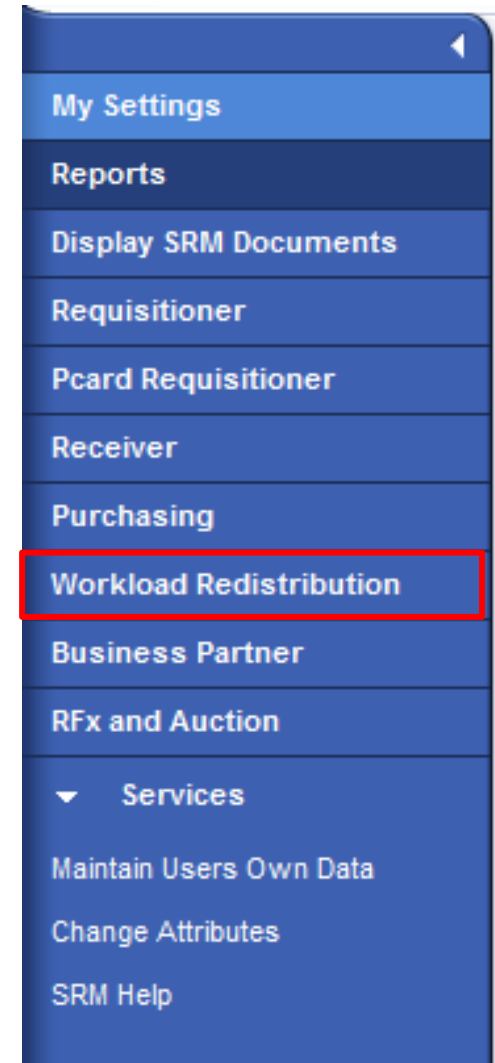 My Settings
Reports
Display SRM Documents
Requisitioner
Pcard Requisitioner
Receiver
Purchasing
Workload Redistribution
Business Partner
RFx and Auction
Services
Maintain Users Own Data
Change Attributes
SRM Help